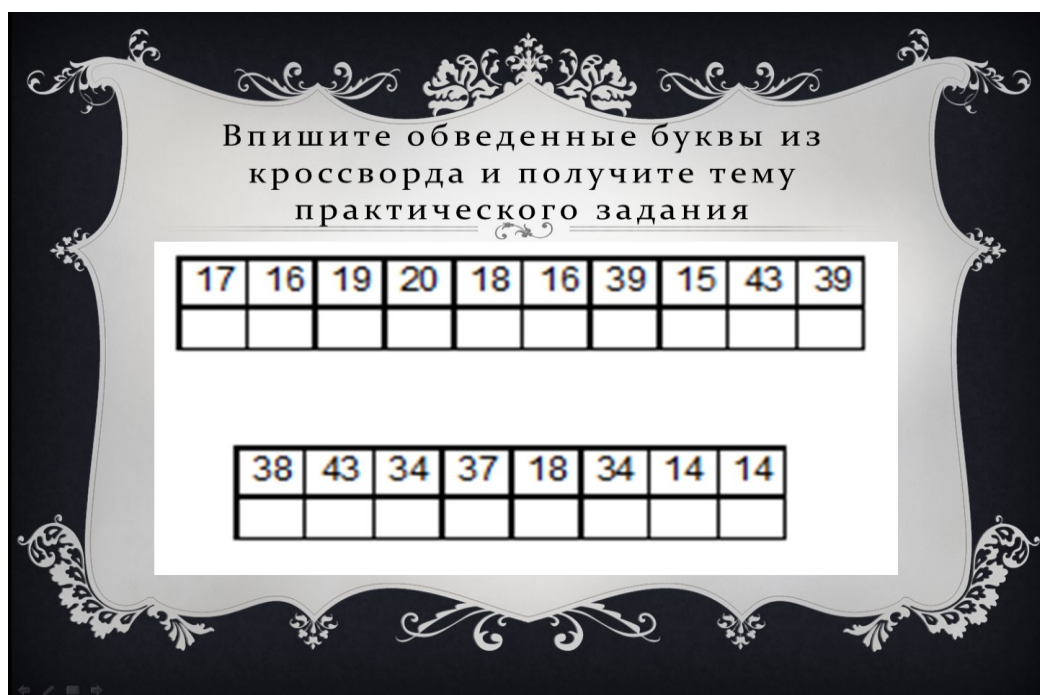 Впишите обведенные буквы из
кроссворда и получите тему
практического задания
17 16 19 20 18 16 39 15 43 39
38 43 34 37 18 34 14 14